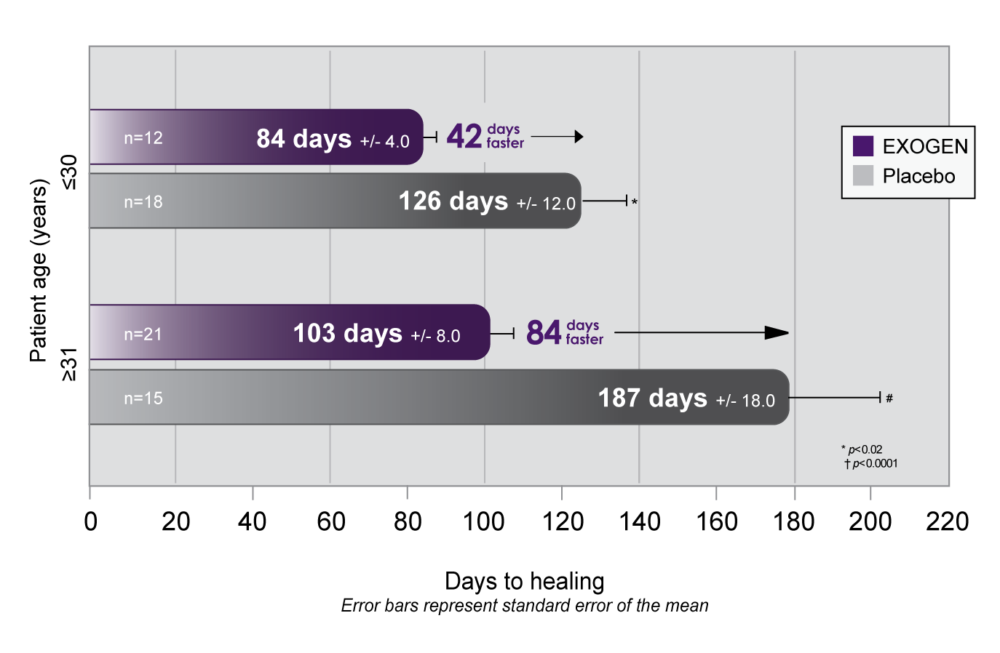 n=12 84 days +/- 4.0 42 days faster
n=18 126 days +/- 12.0 *
n=21 103 days +/- 8.0 84 days faster
n=15 187 days +/- 18.0 #
Patient age (years)
≤30
≥31
EXOGEN
Placebo
* p<0.02
† p<0.0001
0 20 40 60 80 100 120 140 160 180 200 220
Days to healing
Error bars represent standard error of the mean